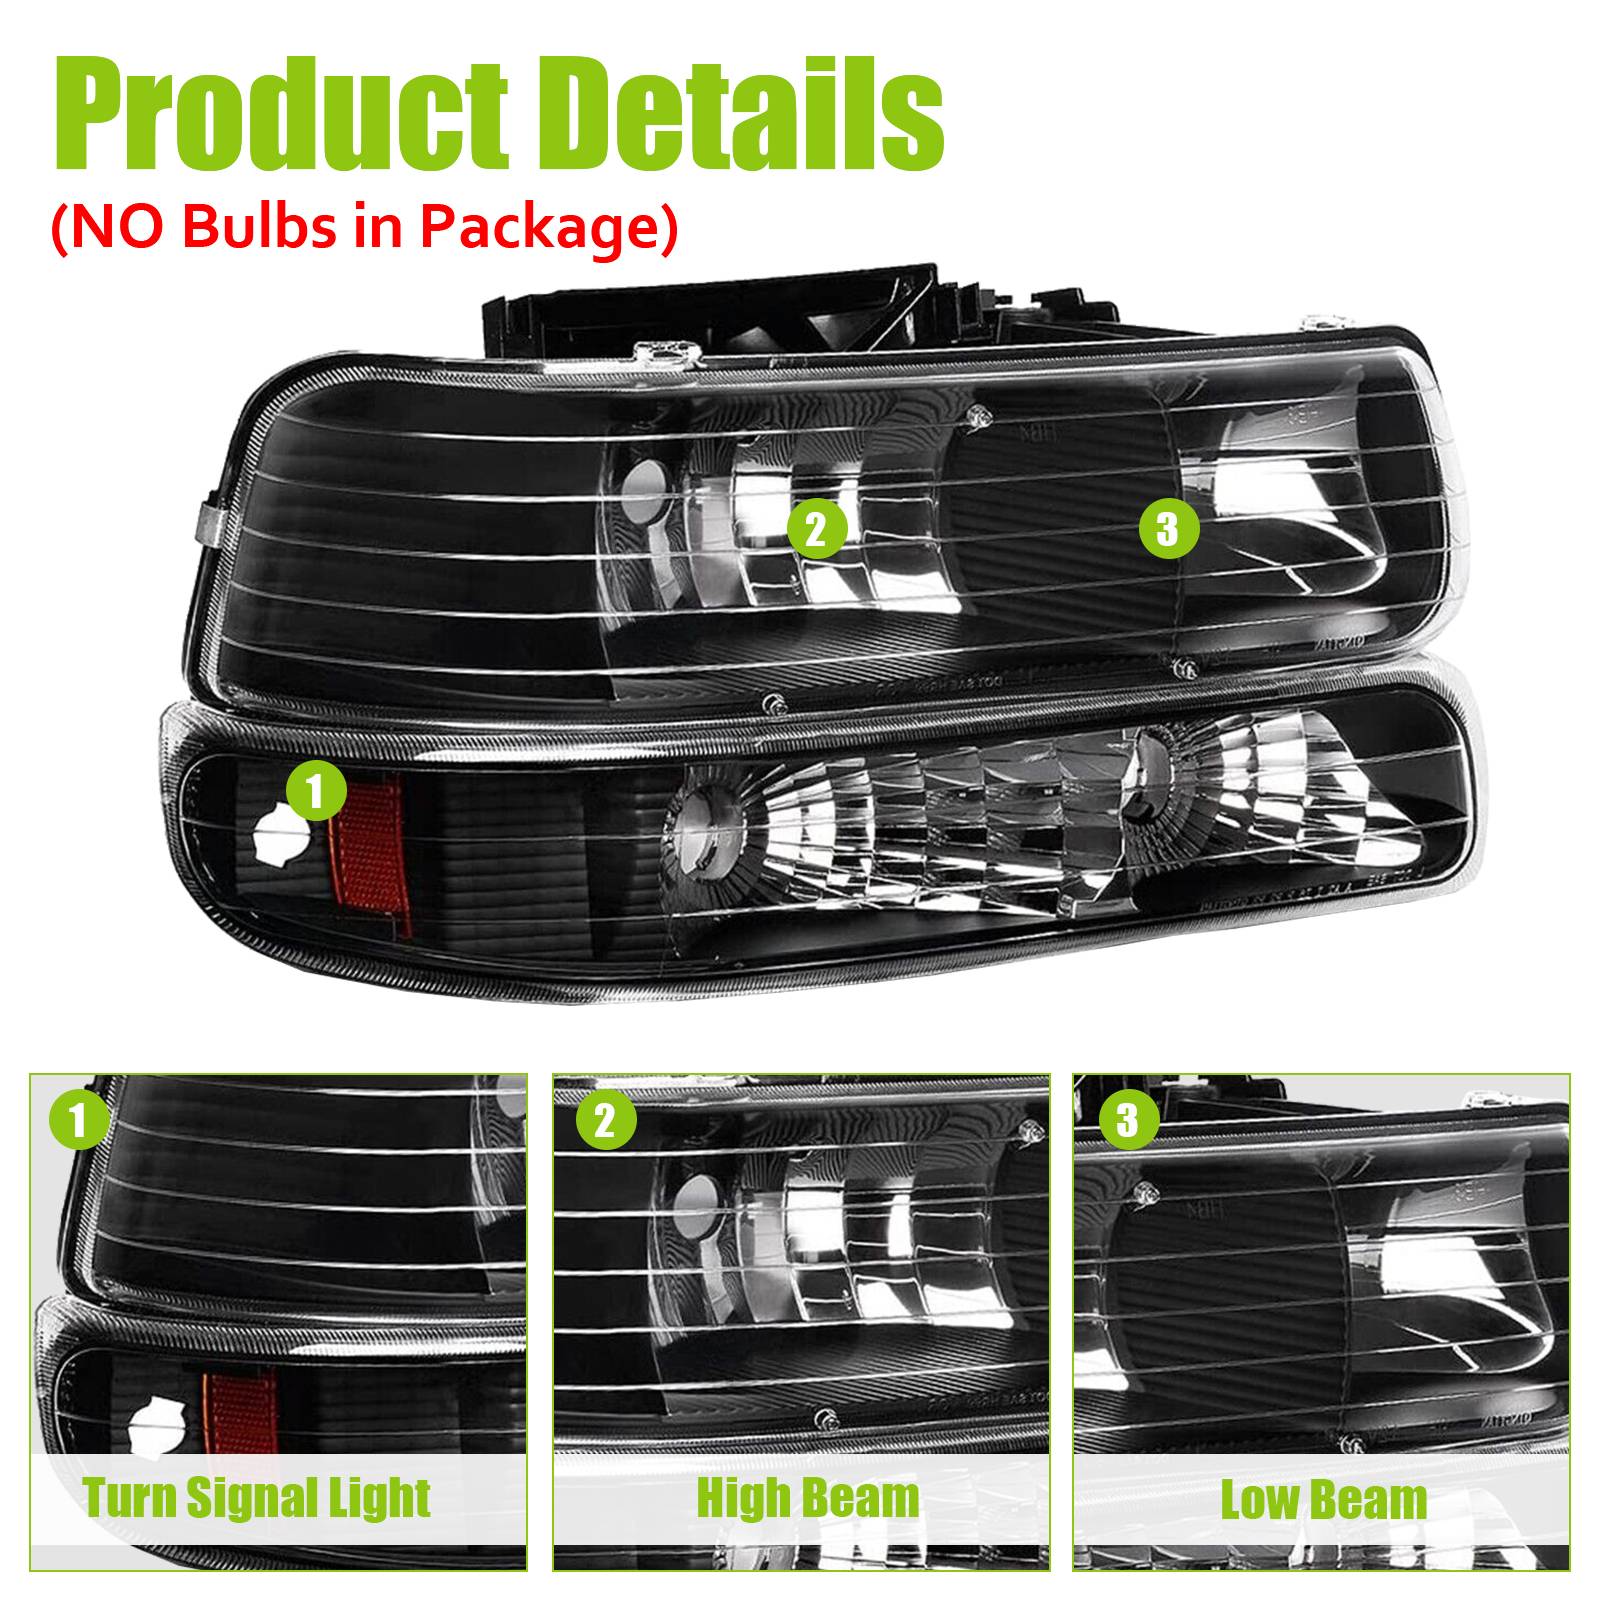 Product Details
(NO Bulbs in Package)
2
3
1
1
2
3
Turn Signal Light
High Beam
Low Beam